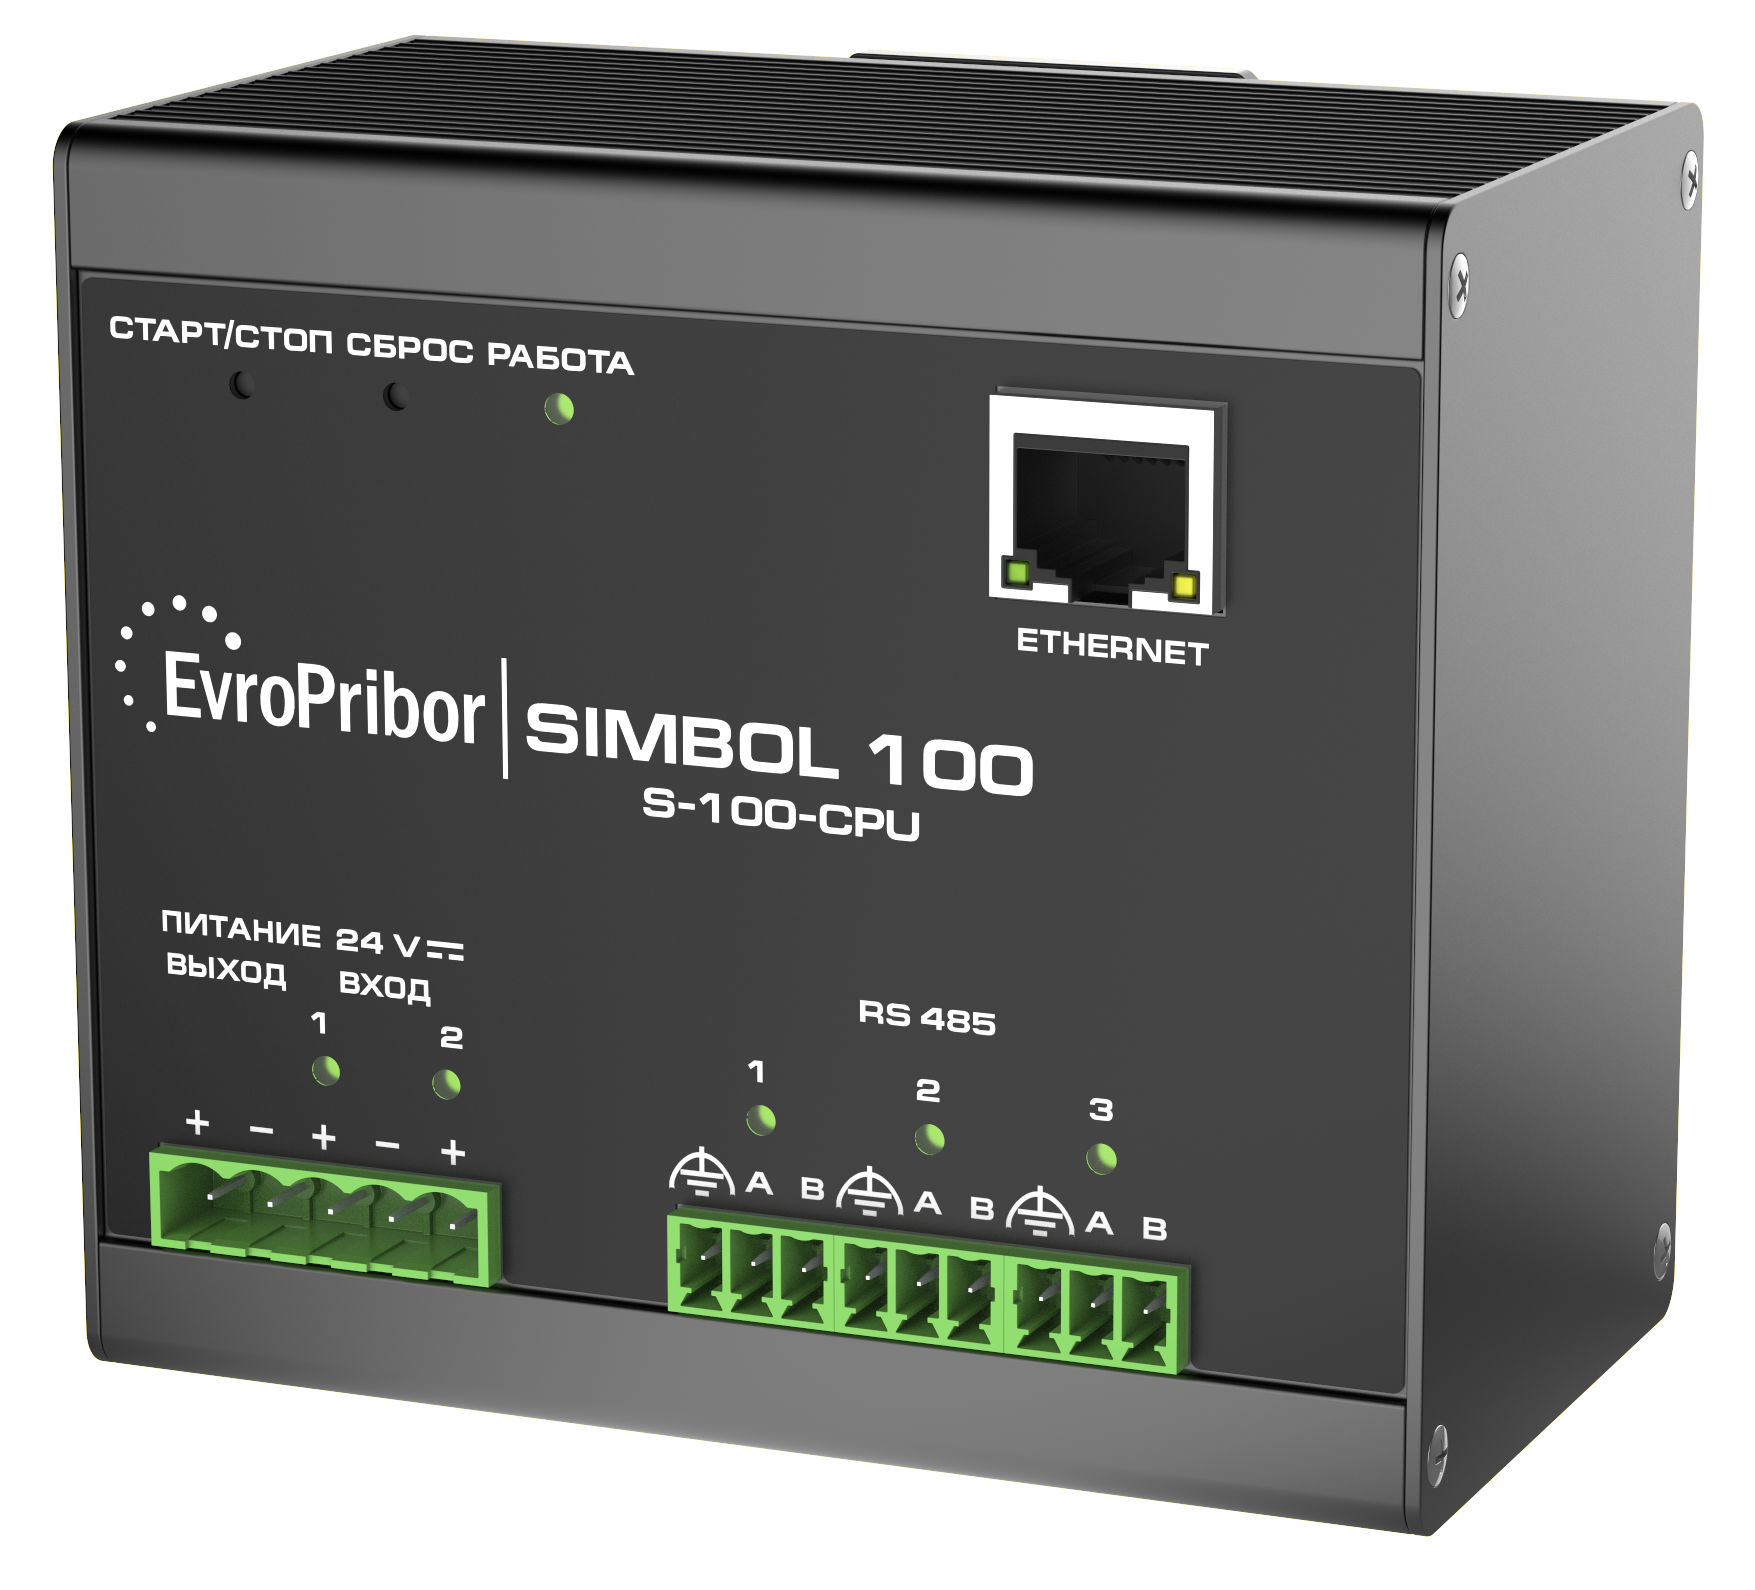 СТАРТ/СТОП СБРОС РАБОТА
ETHERNET
EvroPribor
SIMBOL 100
S-100-CPU
ПИТАНИЕ 24 V
ВЫХОД ВХОД
1 2
+ − + − +
RS 485
1 2 3
A B A B A B